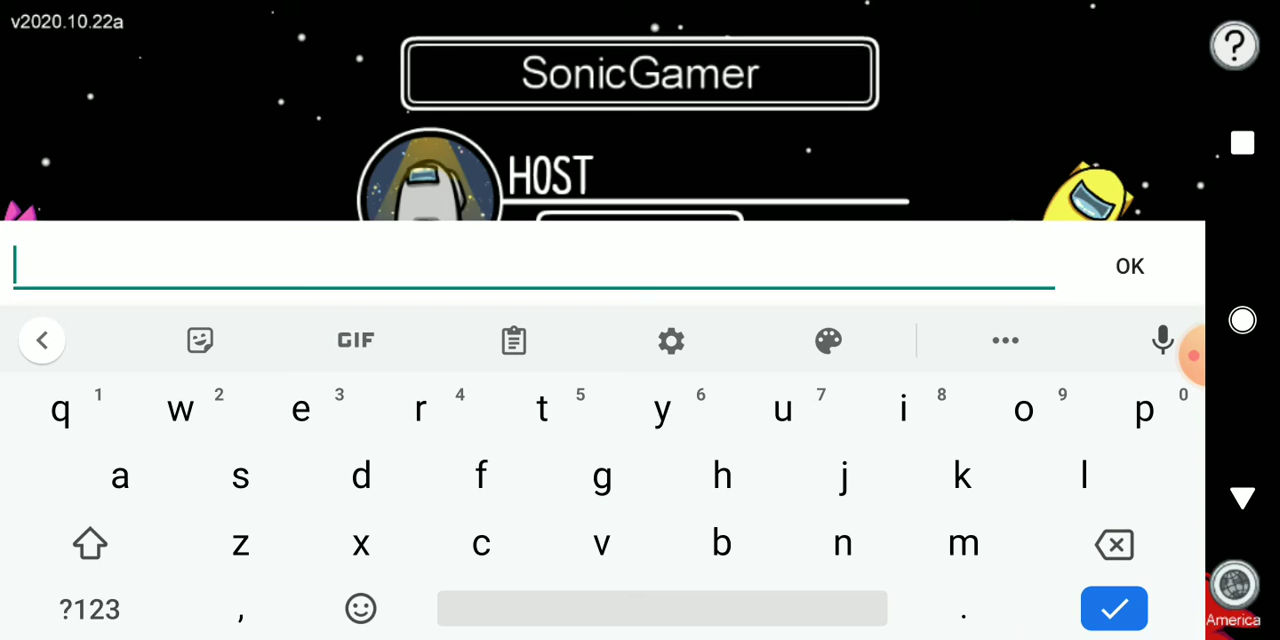 v2020.10.22a
SonicGamer
HOST
OK
GIF
q 1 w 2 e 3 r 4 t 5 y 6 u 7 i 8 o 9 p 0
a s d f g h j k l
z x c v b n m
?123 , .
America